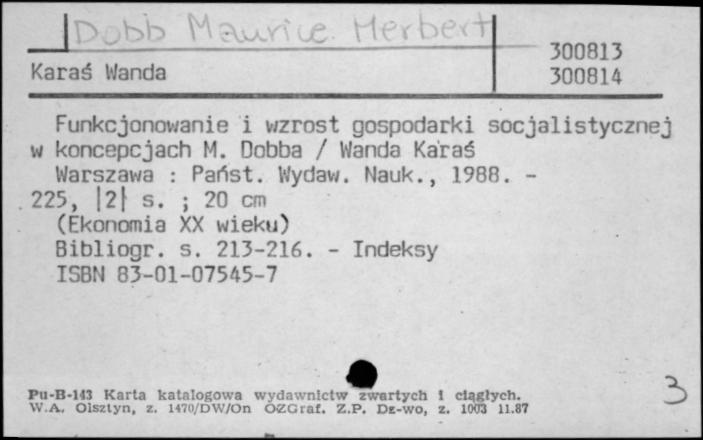 Dobb Maurice Herbert
300813
Karaś Wanda
300814
Funkcjonowanie i wzrost gospodarki socjalistycznej
w koncepcjach M. Dobba / Wanda Karaś
Warszawa : Państ. Wydaw. Nauk., 1988. -
225, |2| s. ; 20 cm
(Ekonomia XX wieku)
Bibliogr. s. 213-216. - Indeksy
ISBN 83-01-07545-7
Pu-B-143 Karta katalogowa wydawnictw zwartych i ciągłych.
W.A. Olsztyn, z. 1470/DW/On OZGraf. Z.P. Dz-wo, z. 1003 11.87
3